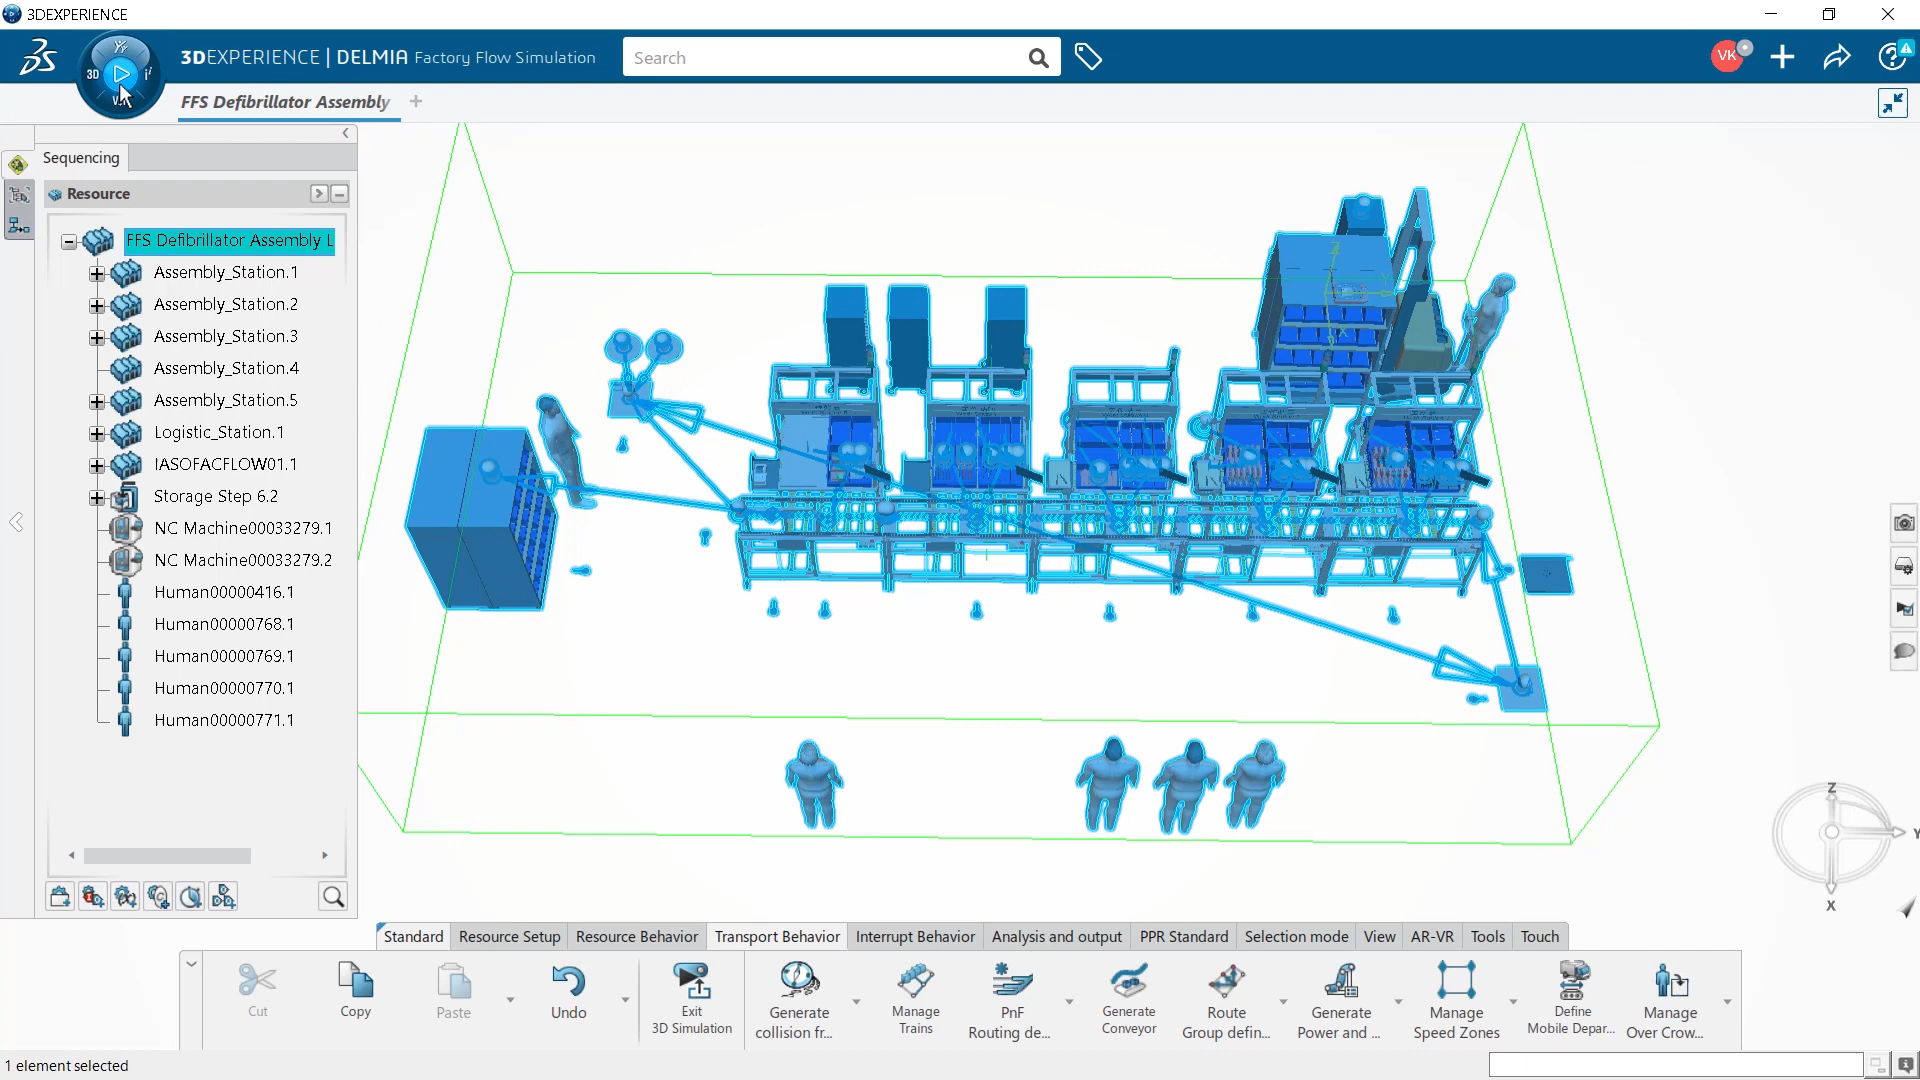 3DEXPERIENCE
3DEXPERIENCE | DELMIA Factory Flow Simulation
Search
VK
3D
FFS Defibrillator Assembly
Sequencing
Resource
FFS Defibrillator Assembly L
Assembly_Station.1
Assembly_Station.2
Assembly_Station.3
Assembly_Station.4
Assembly_Station.5
Logistic_Station.1
IASOFACFLOW01.1
Storage Step 6.2
NC Machine00033279.1
NC Machine00033279.2
Human00000416.1
Human00000768.1
Human00000769.1
Human00000770.1
Human00000771.1
Z
Y
X
Standard
Resource Setup
Resource Behavior
Transport Behavior
Interrupt Behavior
Analysis and output
PPR Standard
Selection mode
View
AR-VR
Tools
Touch
Cut
Copy
Paste
Undo
Exit
3D Simulation
Generate
collision fr...
Manage
Trains
PnF
Routing de...
Generate
Conveyor
Route
Group defin...
Generate
Power and ...
Manage
Speed Zones
Define
Mobile Depar...
Manage
Over Crow...
1 element selected